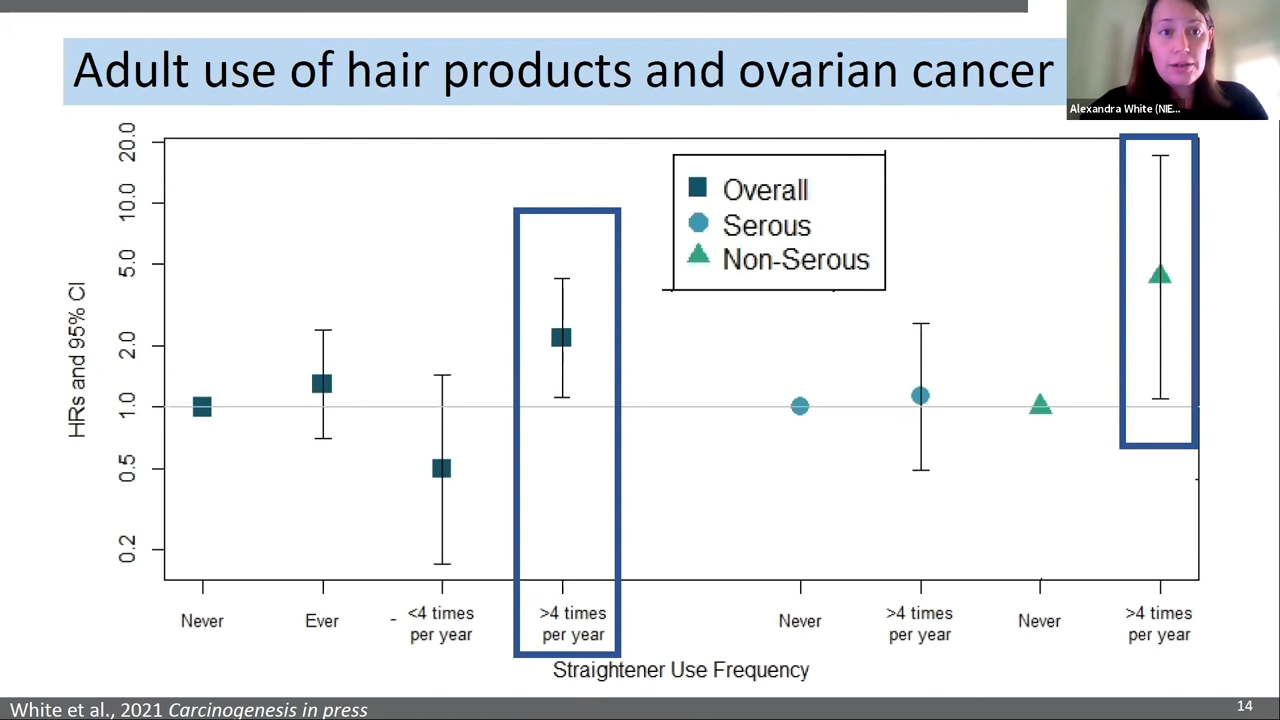 Adult use of hair products and ovarian cancer
Alexandra White (NIE...
20.0
10.0
5.0
2.0
1.0
0.5
0.2
HRs and 95% CI
Overall
Serous
Non-Serous
Never
Ever
- <4 times
per year
>4 times
per year
Never
>4 times
per year
Never
>4 times
per year
Straightener Use Frequency
White et al., 2021 Carcinogenesis in press
14